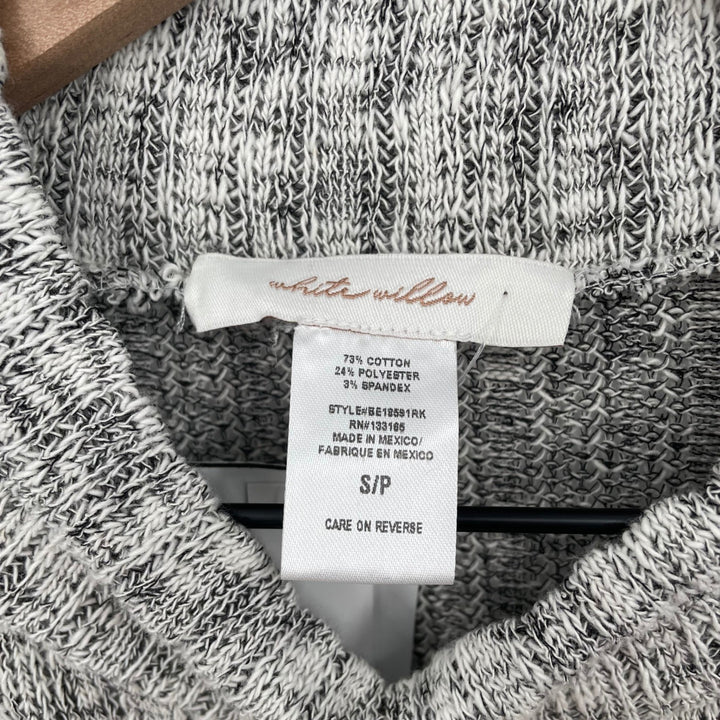 white willow
73% COTTON
24% POLYESTER
3% SPANDEX
STYLE#BE18591RK
RN#133165
MADE IN MEXICO/
FABRIQUE EN MEXICO
S/P
CARE ON REVERSE